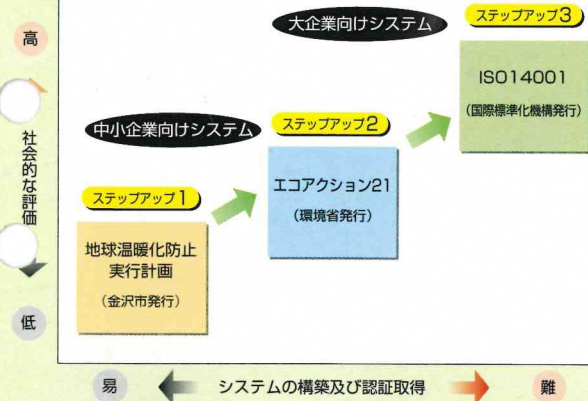 高
社会的な評価
低
大企業向けシステム
ステップアップ3
ISO14001
(国際標準化機構発行)
中小企業向けシステム
ステップアップ2
エコアクション21
(環境省発行)
ステップアップ1
地球温暖化防止
実行計画
(金沢市発行)
易
システムの構築及び認証取得
難